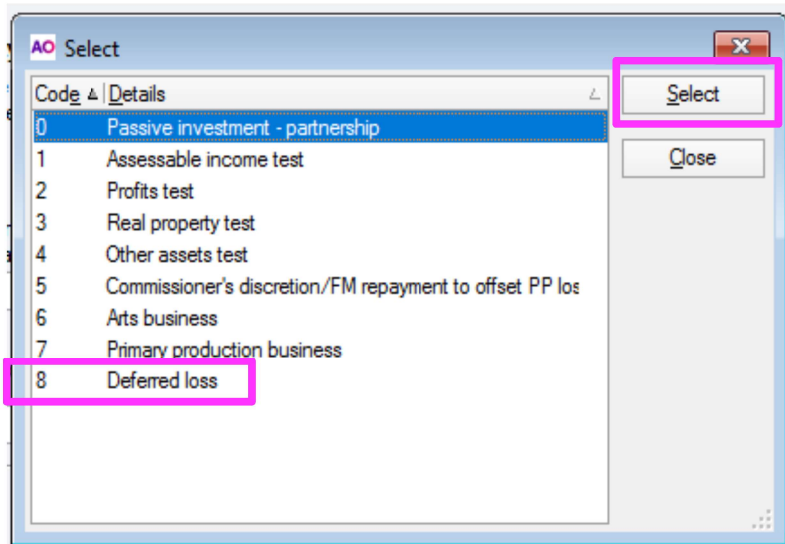 AO Select
Code Details
Select
0 Passive investment - partnership
1 Assessable income test
Close
2 Profits test
3 Real property test
4 Other assets test
5 Commissioner's discretion/FM repayment to offset PP los
6 Arts business
7 Primary production business
8 Deferred loss